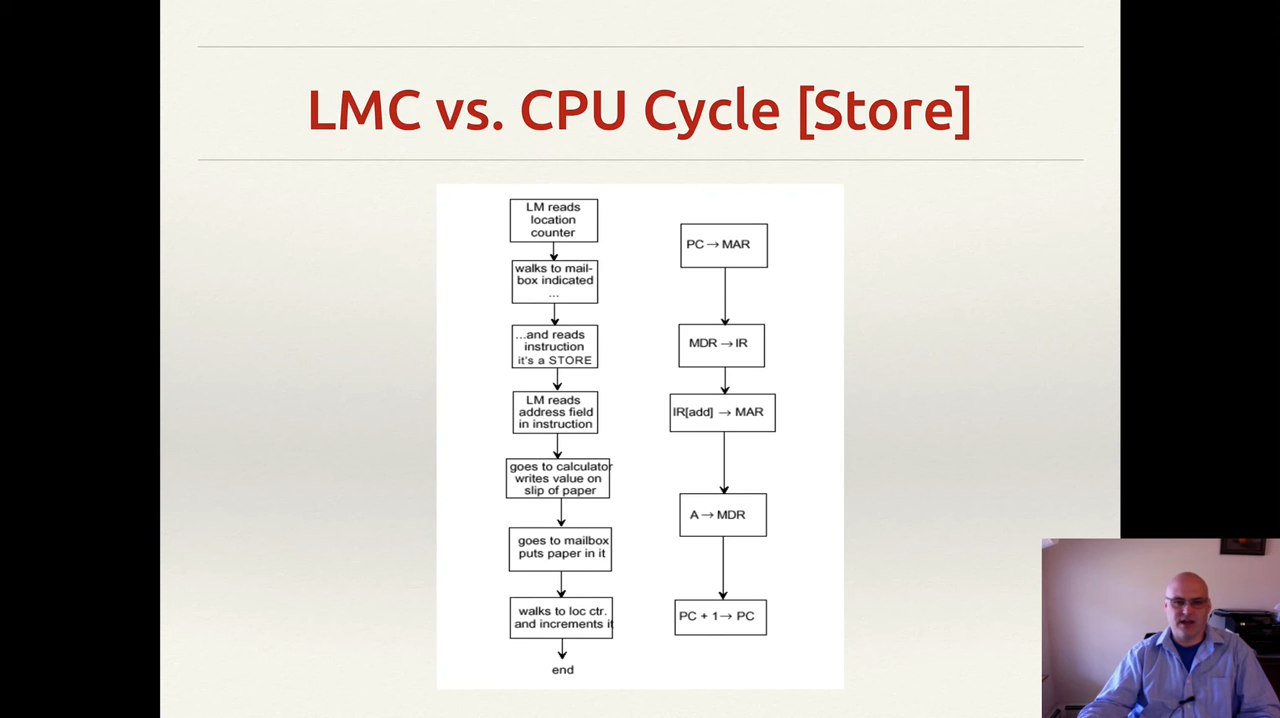 LMC vs. CPU Cycle [Store]
LM reads
location
counter
walks to mail-
box indicated
...
...and reads
instruction
it's a STORE
LM reads
address field
in instruction
goes to calculator
writes value on
slip of paper
goes to mailbox
puts paper in it
walks to loc ctr.
and increments it
end
PC → MAR
MDR → IR
IR[add] → MAR
A → MDR
PC + 1 → PC